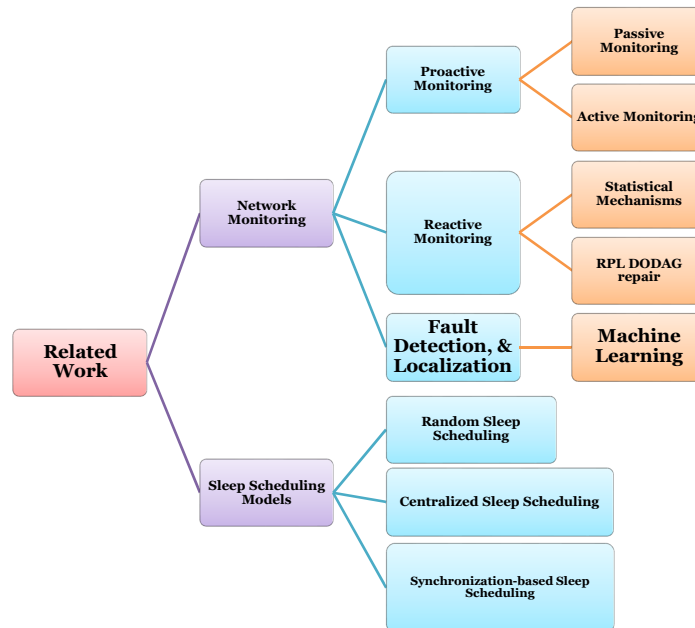 Passive
Monitoring
Proactive
Monitoring
Active Monitoring
Network
Monitoring
Statistical
Mechanisms
Reactive
Monitoring
RPL DODAG
repair
Fault
Detection, &
Localization
Machine
Learning
Related
Work
Random Sleep
Scheduling
Sleep Scheduling
Models
Centralized Sleep Scheduling
Synchronization-based Sleep
Scheduling